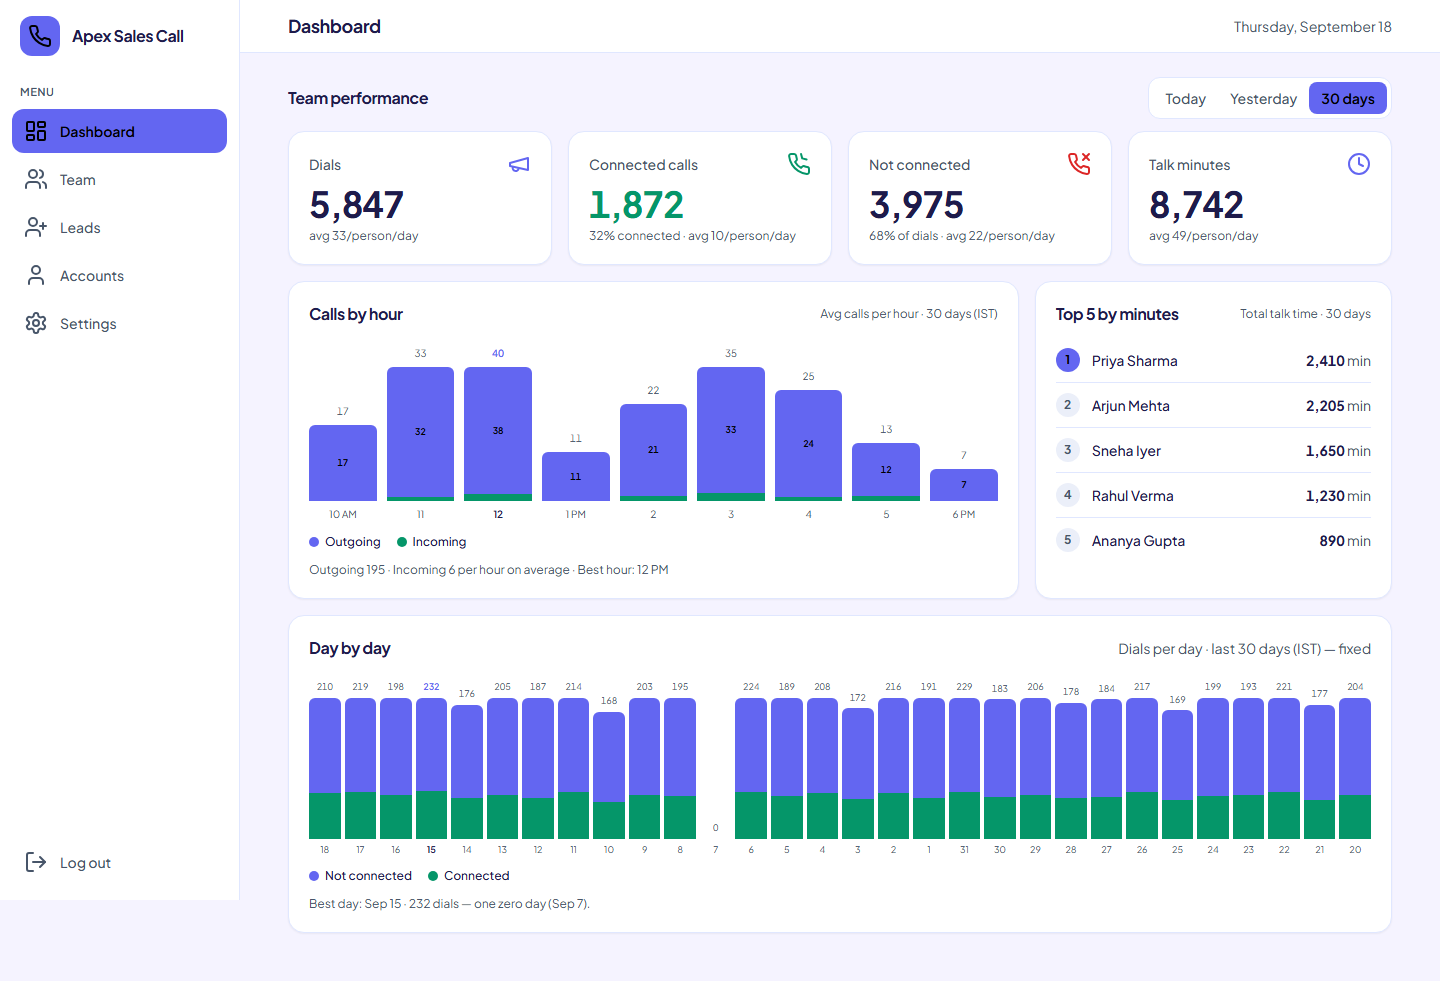 Apex Sales Call
MENU
Dashboard
Team
Leads
Accounts
Settings
Log out
Dashboard
Thursday, September 18
Team performance
Today Yesterday 30 days
Dials
5,847
avg 33/person/day
Connected calls
1,872
32% connected · avg 10/person/day
Not connected
3,975
68% of dials · avg 22/person/day
Talk minutes
8,742
avg 49/person/day
Calls by hour
Avg calls per hour · 30 days (IST)
17 33 40 11 22 35 25 13 7
17 32 38 11 21 33 24 12 7
10 AM 11 12 1 PM 2 3 4 5 6 PM
Outgoing Incoming
Outgoing 195 · Incoming 6 per hour on average · Best hour: 12 PM
Top 5 by minutes
Total talk time · 30 days
1 Priya Sharma 2,410 min
2 Arjun Mehta 2,205 min
3 Sneha Iyer 1,650 min
4 Rahul Verma 1,230 min
5 Ananya Gupta 890 min
Day by day
Dials per day · last 30 days (IST) — fixed
210 219 198 232 176 205 187 214 168 203 195 0 224 189 208 172 216 191 229 183 206 178 184 217 169 199 193 221 177 204
18 17 16 15 14 13 12 11 10 9 8 7 6 5 4 3 2 1 31 30 29 28 27 26 25 24 23 22 21 20
Not connected Connected
Best day: Sep 15 · 232 dials — one zero day (Sep 7).